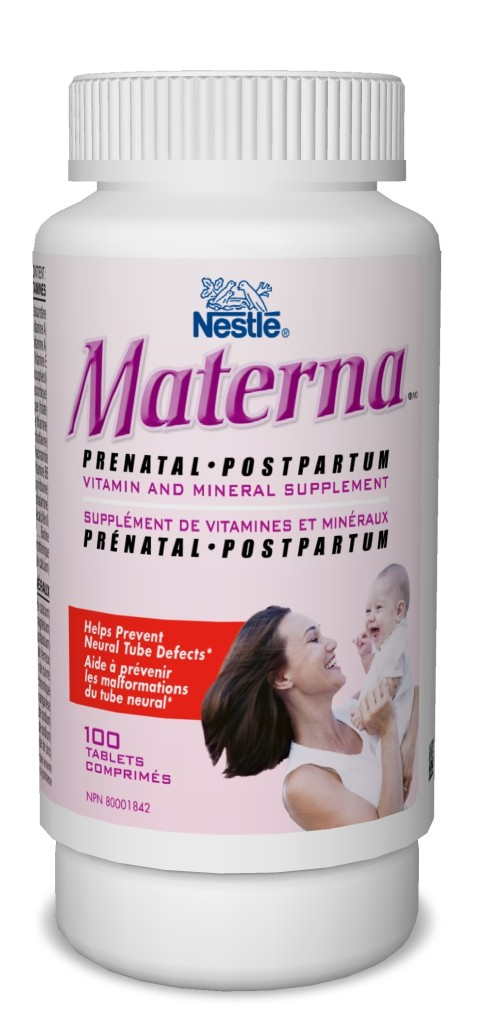 Nestlé®
Materna
PRENATAL • POSTPARTUM
VITAMIN AND MINERAL SUPPLEMENT
SUPPLÉMENT DE VITAMINES ET MINÉRAUX
PRÉNATAL • POSTPARTUM
Helps Prevent
Neural Tube Defects*
Aide à prévenir
les malformations
du tube neural*
100
TABLETS
COMPRIMÉS
NPN 80001842